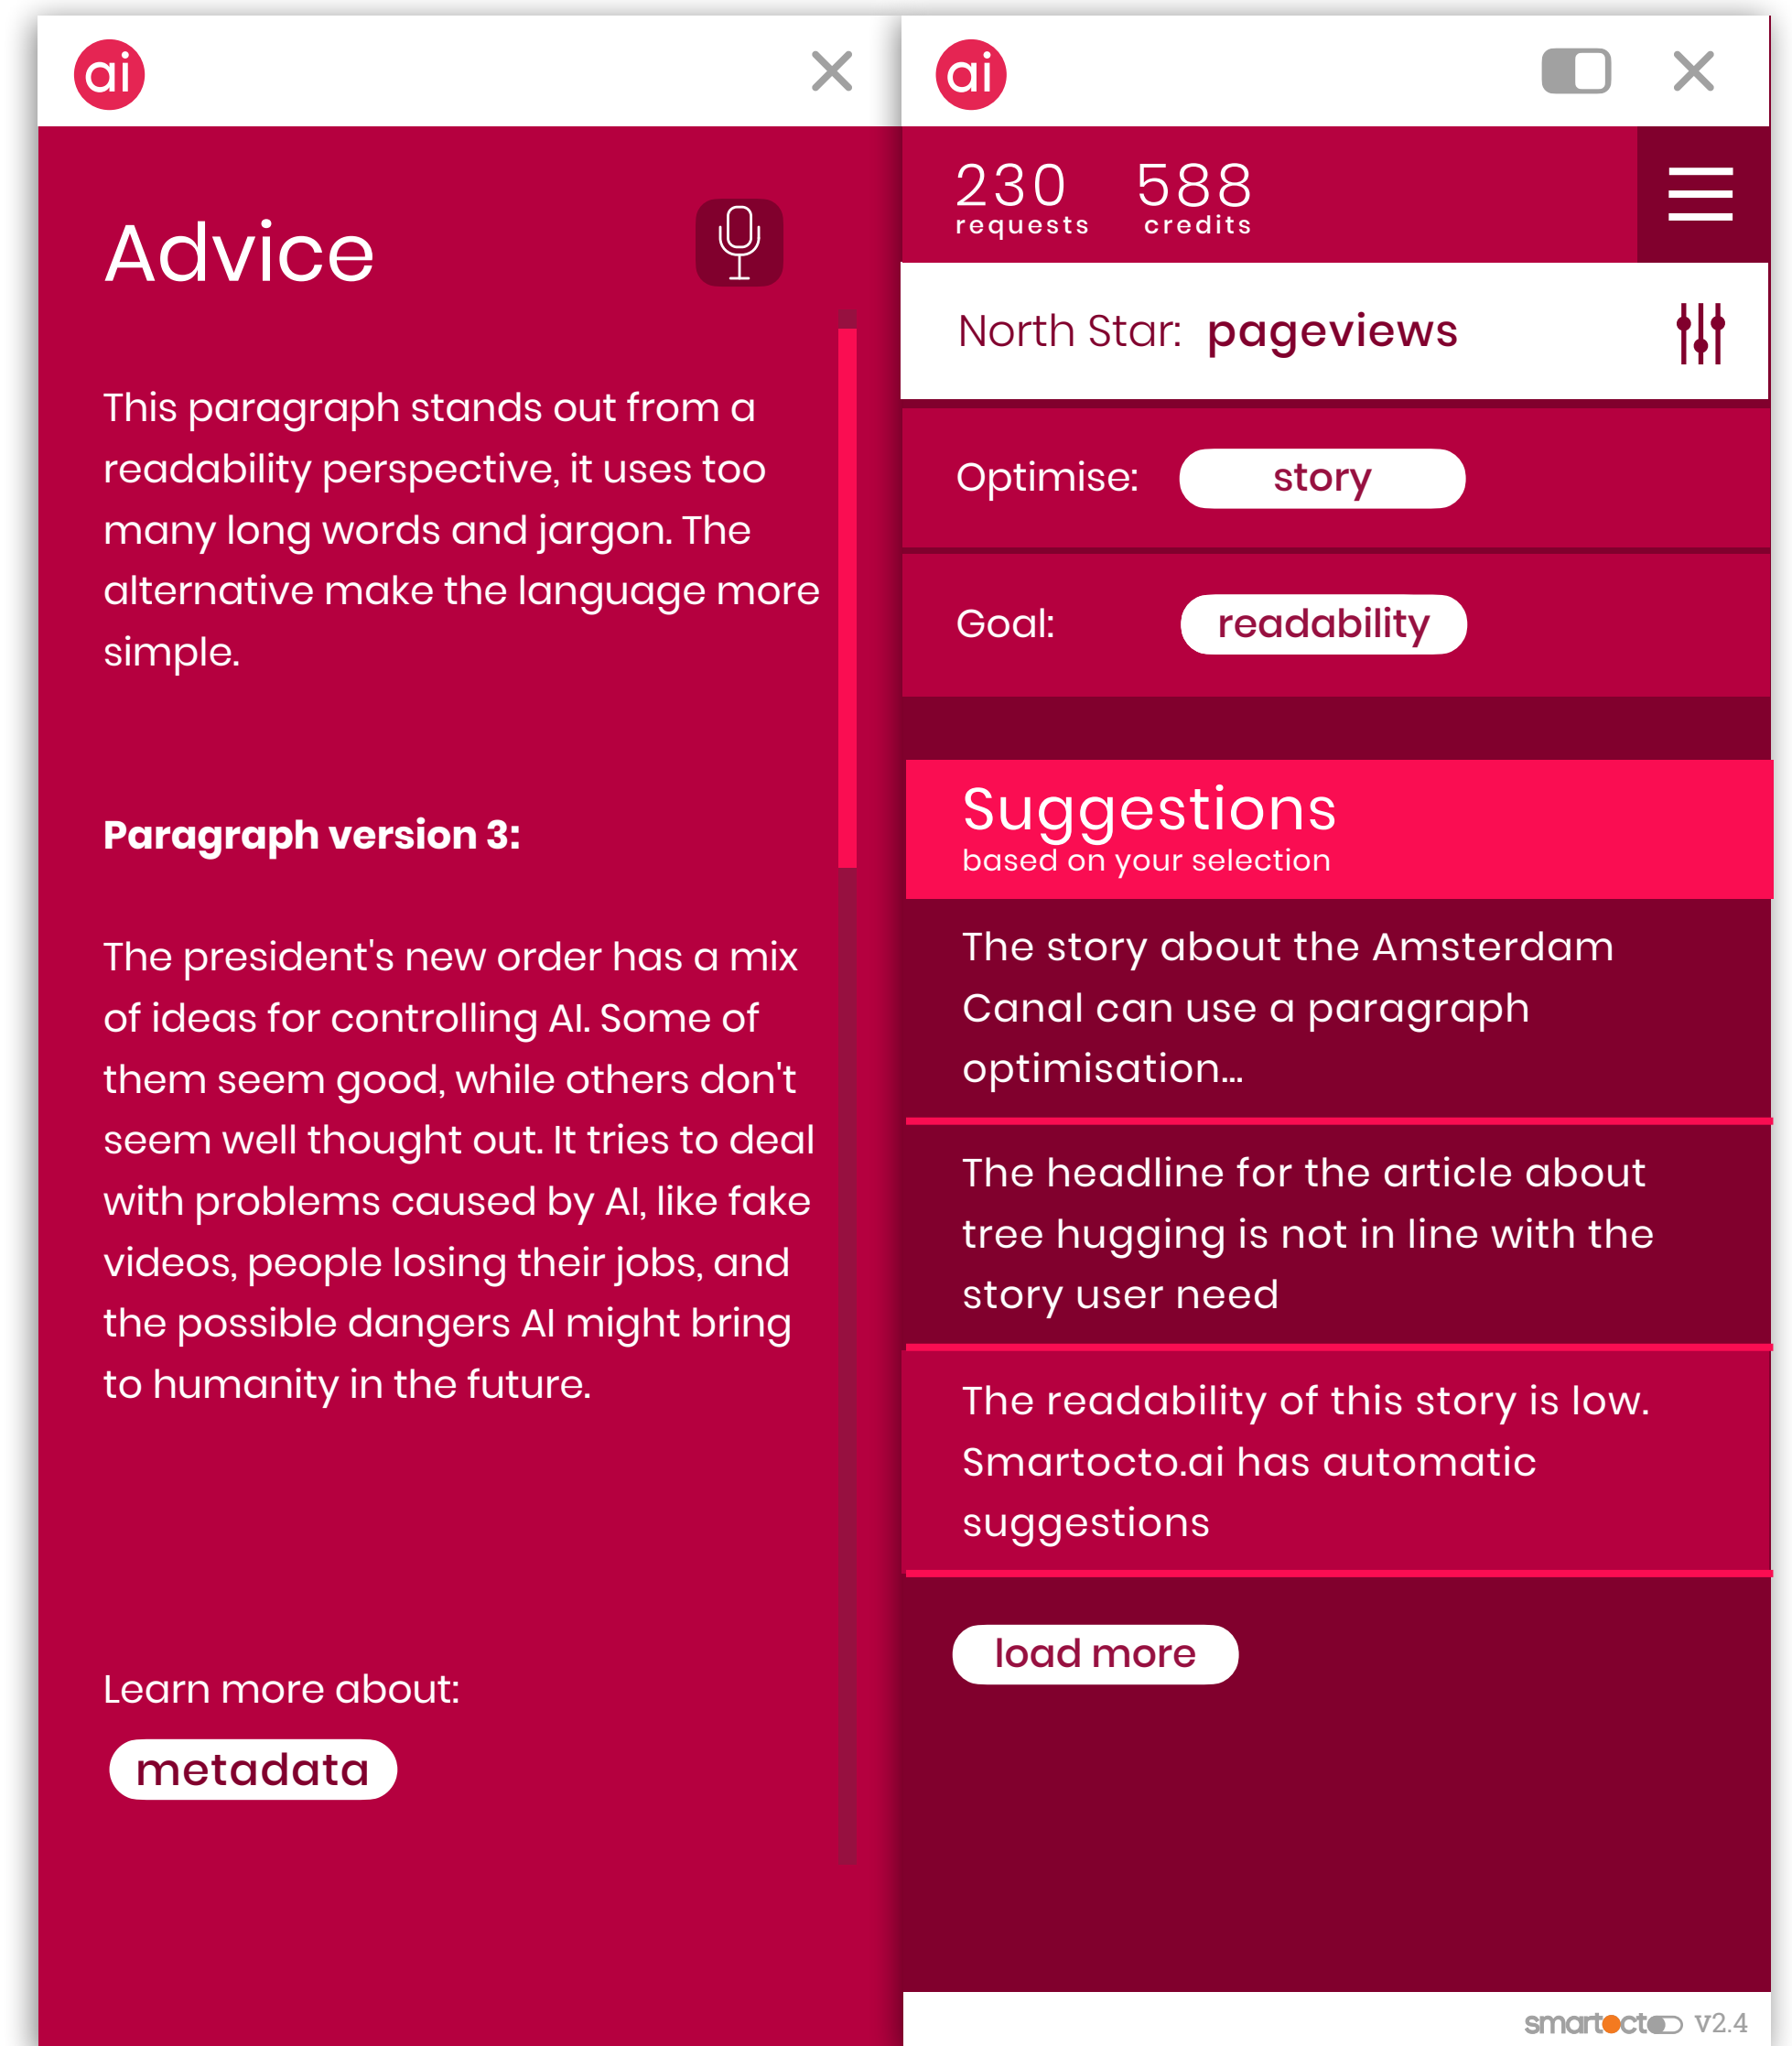 ai
Advice
This paragraph stands out from a
readability perspective, it uses too
many long words and jargon. The
alternative make the language more
simple.
Paragraph version 3:
The president's new order has a mix
of ideas for controlling AI. Some of
them seem good, while others don't
seem well thought out. It tries to deal
with problems caused by AI, like fake
videos, people losing their jobs, and
the possible dangers AI might bring
to humanity in the future.
Learn more about:
metadata
ai
230 588
requests credits
North Star: pageviews
Optimise: story
Goal: readability
Suggestions
based on your selection
The story about the Amsterdam
Canal can use a paragraph
optimisation...
The headline for the article about
tree hugging is not in line with the
story user need
The readability of this story is low.
Smartocto.ai has automatic
suggestions
load more
smartocto v2.4